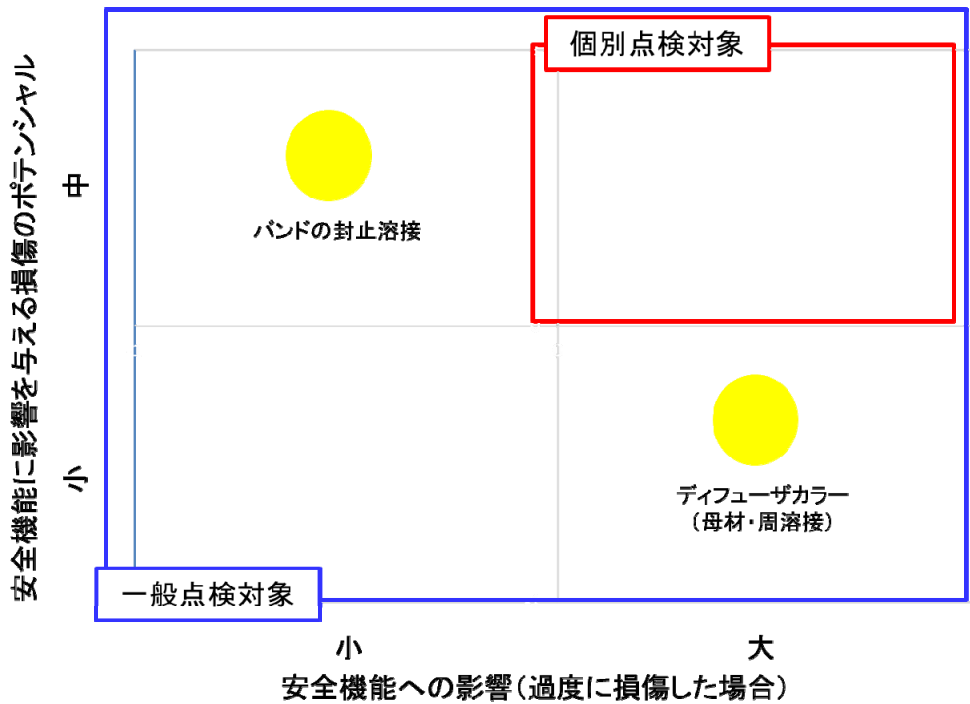 個別点検対象
安全機能に影響を与える損傷のポテンシャル
中
バンドの封止溶接
小
ディフューザカラー
（母材・周溶接）
一般点検対象
小
大
安全機能への影響（過度に損傷した場合）